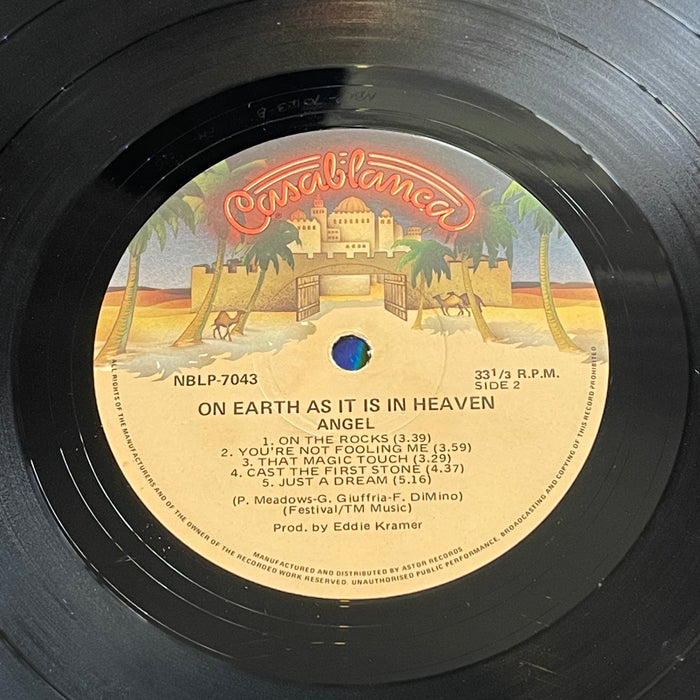 Casablanca
NBLP-7043
33 1/3 R.P.M.
SIDE 2
ON EARTH AS IT IS IN HEAVEN
ANGEL
1. ON THE ROCKS (3.39)
2. YOU'RE NOT FOOLING ME (3.59)
3. THAT MAGIC TOUCH (3.29)
4. CAST THE FIRST STONE (4.37)
5. JUST A DREAM (5.16)
(P. Meadows-G. Giuffria-F. DiMino)
(Festival/TM Music)
Prod. by Eddie Kramer
ALL RIGHTS OF THE MANUFACTURERS AND OF THE OWNER OF THE RECORDED WORK RESERVED. UNAUTHORISED PUBLIC PERFORMANCE, BROADCASTING AND COPYING OF THIS RECORD PROHIBITED
MANUFACTURED AND DISTRIBUTED BY ASTOR RECORDS